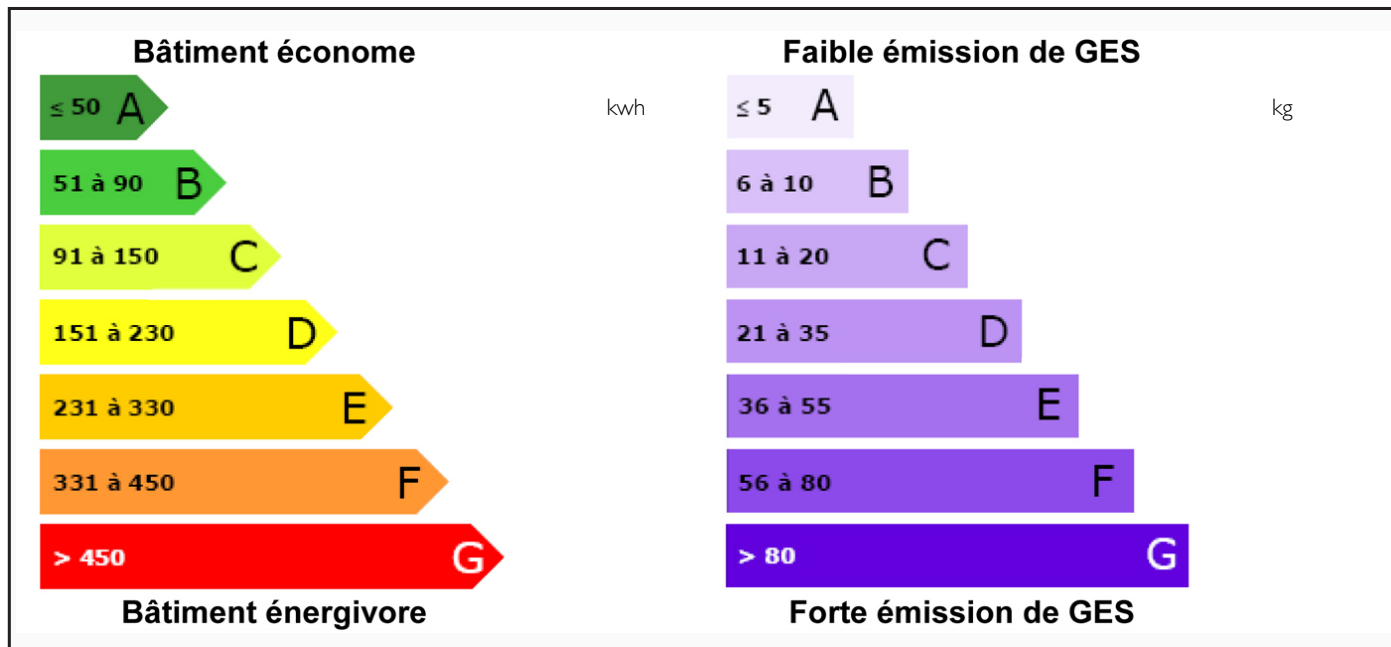 Bâtiment économe
≤ 50 A
kwh
51 à 90 B
91 à 150 C
151 à 230 D
231 à 330 E
331 à 450 F
> 450 G
Bâtiment énergivore
Faible émission de GES
≤ 5 A
kg
6 à 10 B
11 à 20 C
21 à 35 D
36 à 55 E
56 à 80 F
> 80 G
Forte émission de GES